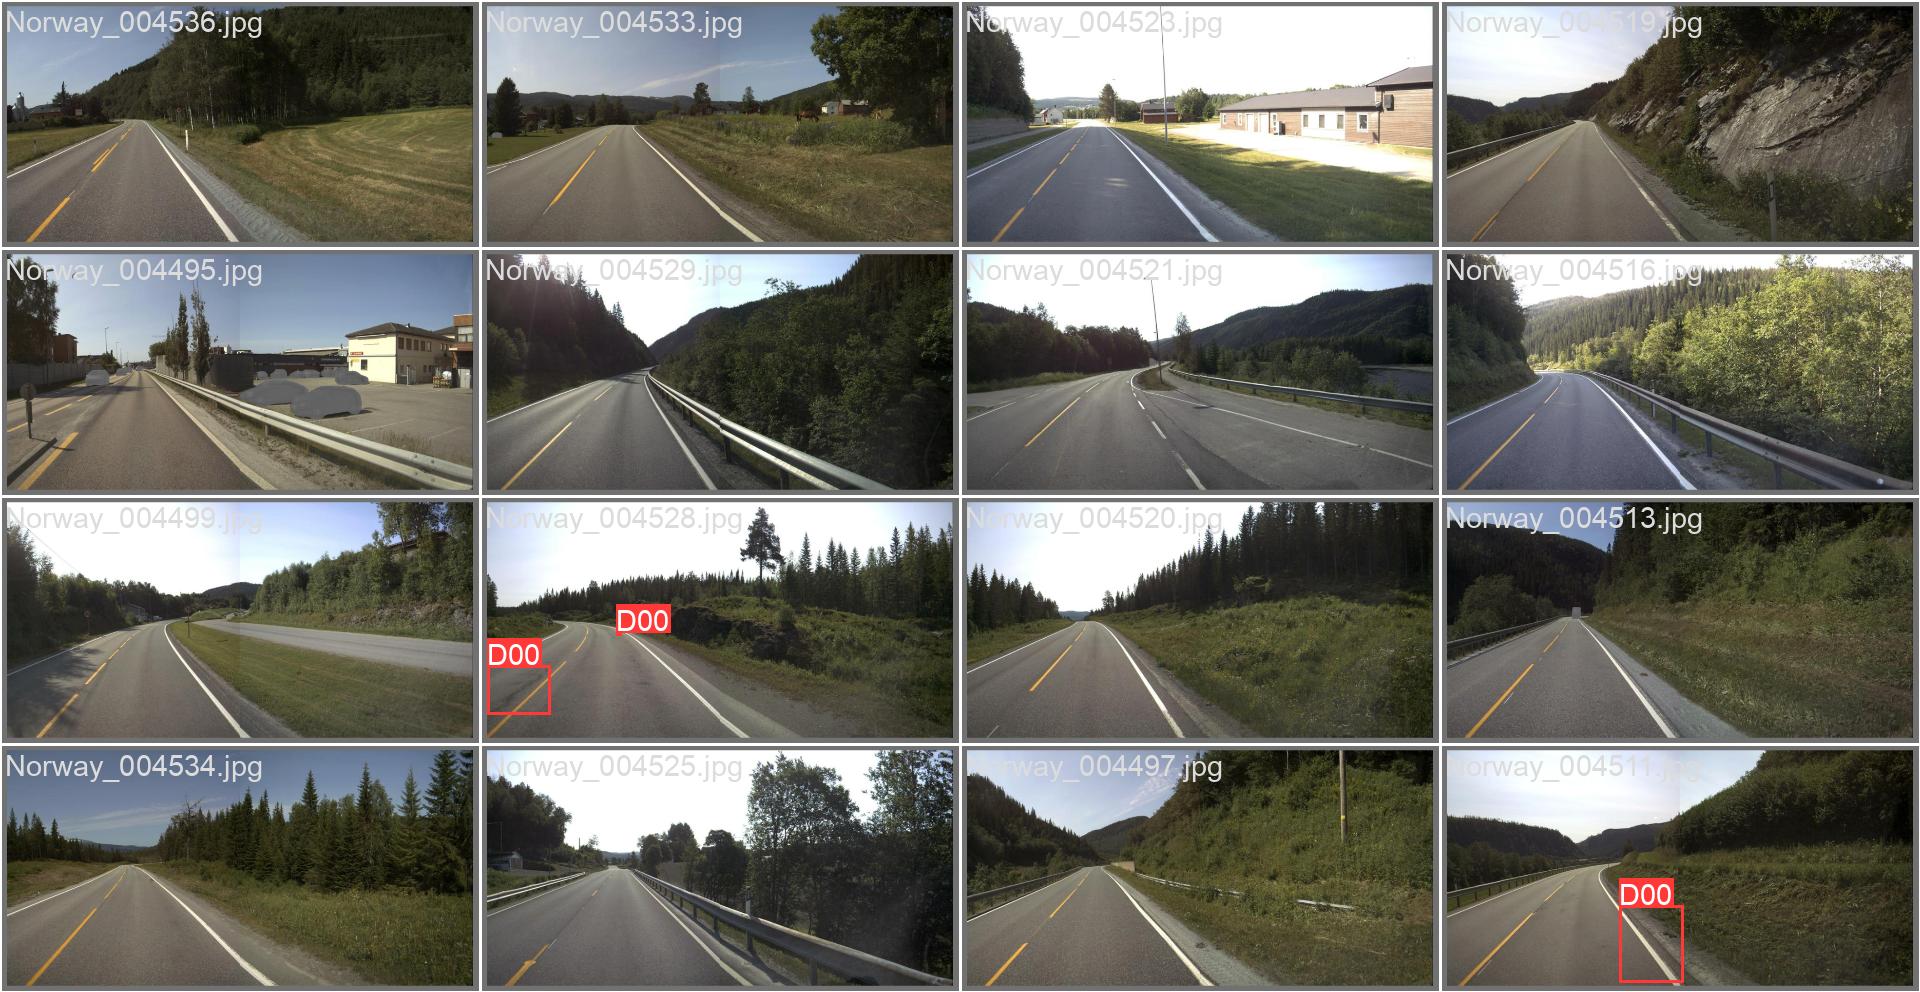 Norway_004536.jpg
Norway_004533.jpg
Norway_004523.jpg
Norway_004519.jpg
Norway_004495.jpg
Norway_004529.jpg
Norway_004521.jpg
Norway_004516.jpg
Norway_004499.jpg
Norway_004528.jpg
Norway_004520.jpg
Norway_004513.jpg
D00
D00
Norway_004534.jpg
Norway_004525.jpg
Norway_004497.jpg
Norway_004511.jpg
D00